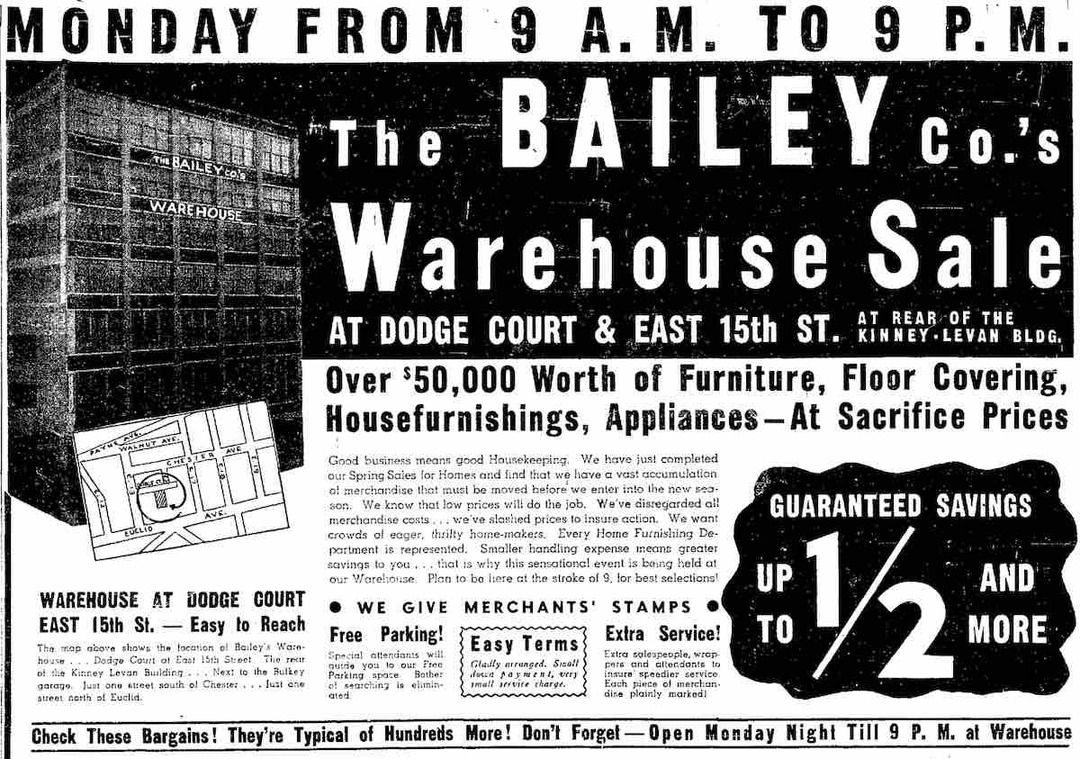 MONDAY FROM 9 A. M. TO 9 P. M.
THE BAILEY CO.'S
WAREHOUSE
The BAILEY Co.'s
Warehouse Sale
AT DODGE COURT & EAST 15th ST. AT REAR OF THE
KINNEY-LEVAN BLDG.
Over $50,000 Worth of Furniture, Floor Covering,
Housefurnishings, Appliances—At Sacrifice Prices
PAYNE AVE.
WALNUT AVE.
CHESTER AVE
EUCLID AVE.
WAREHOUSE AT DODGE COURT
EAST 15th St. — Easy to Reach
The map above shows the location of Bailey's Ware-
house . . . Dodge Court at East 15th Street. The rear
of the Kinney Levan Building . . . Next to the Bulkey
garage. Just one street south of Chester . . . Just one
street north of Euclid.
Good business means good Housekeeping. We have just completed
our Spring Sales for Homes and find that we have a vast accumulation
of merchandise that must be moved before we enter into the new sea-
son. We know that low prices will do the job. We've disregarded all
merchandise costs . . . we've slashed prices to insure action. We want
crowds of eager, thrifty home-makers. Every Home Furnishing De-
partment is represented. Smaller handling expense means greater
savings to you . . . that is why this sensational event is being held at
our Warehouse. Plan to be here at the stroke of 9, for best selections!
● WE GIVE MERCHANTS' STAMPS ●
Free Parking!
Special attendants will
guide you to our Free
Parking space. Bother
of searching is elimin-
ated
Easy Terms
Gladly arranged. Small
down payment, very
small service charge.
Extra Service!
Extra salespeople, wrap-
pers and attendants to
insure speedier service.
Each piece of merchan-
dise plainly marked!
GUARANTEED SAVINGS
UP TO 1/2 AND MORE
Check These Bargains! They're Typical of Hundreds More! Don't Forget—Open Monday Night Till 9 P. M. at Warehouse